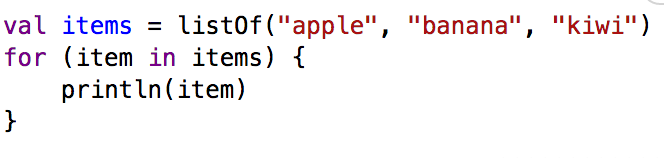 val items = listOf("apple", "banana", "kiwi")
for (item in items) {
    println(item)
}